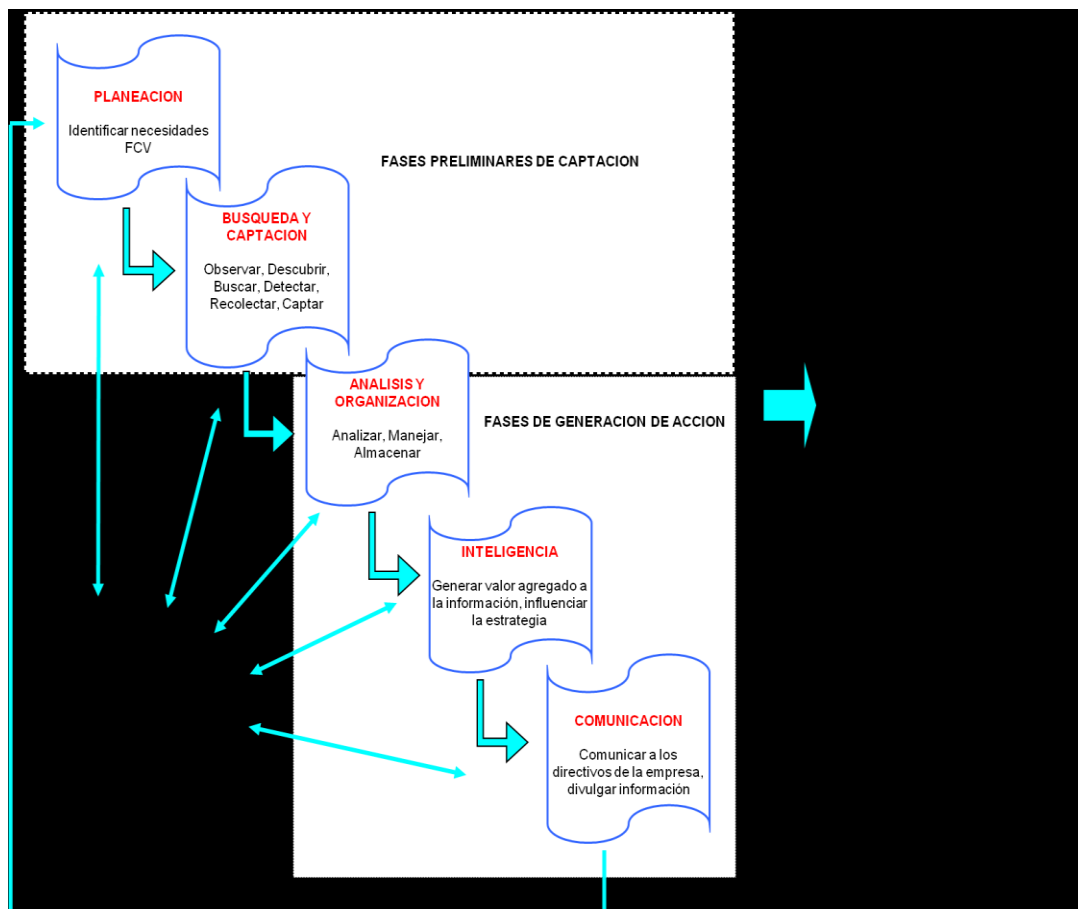 PLANEACION
Identificar necesidades
FCV
FASES PRELIMINARES DE CAPTACION
BUSQUEDA Y
CAPTACION
Observar, Descubrir,
Buscar, Detectar,
Recolectar, Captar
ANALISIS Y
ORGANIZACION
Analizar, Manejar,
Almacenar
FASES DE GENERACION DE ACCION
INTELIGENCIA
Generar valor agregado a
la información, influenciar
la estrategia
COMUNICACION
Comunicar a los
directivos de la empresa,
divulgar información